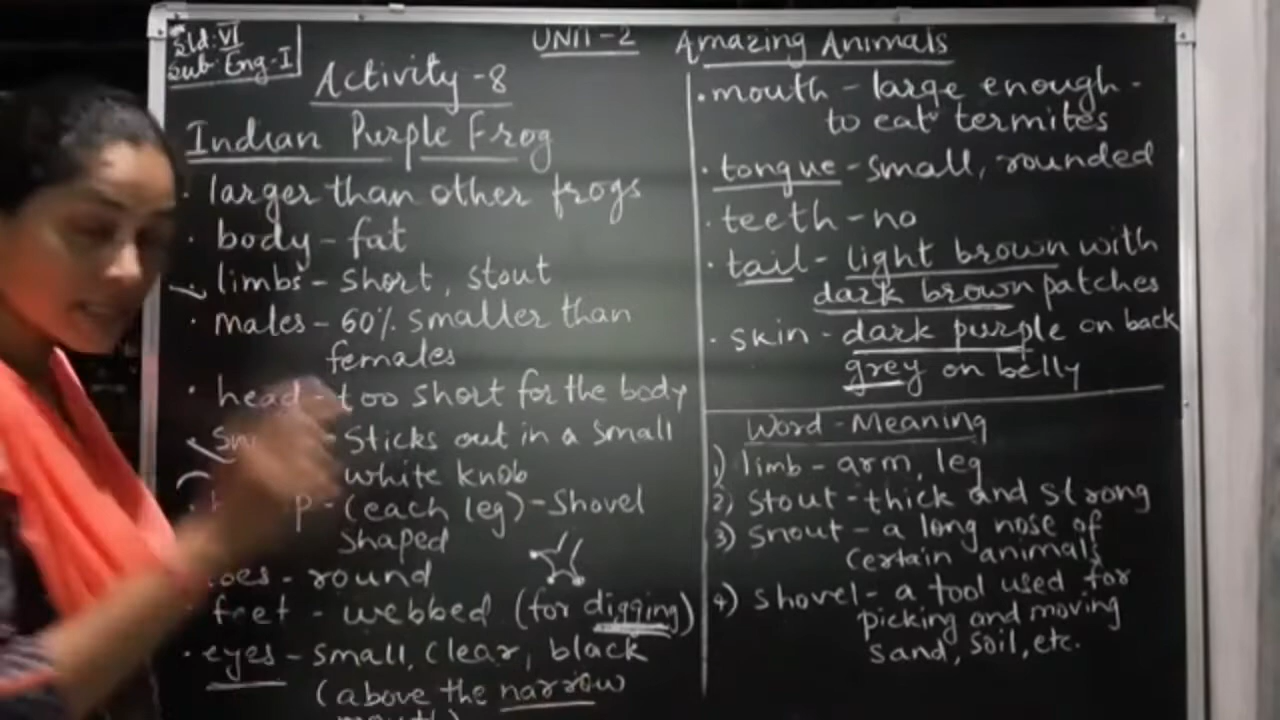 Std: VI
Sub: Eng-I
UNIT-2 Amazing Animals
Activity-8
Indian Purple Frog
· larger than other frogs
· body - fat
· limbs - short, stout
· males - 60% smaller than
females
· head - too short for the body
- Sticks out in a small
white knob
- (each leg) - Shovel
shaped
toes - round
· feet - webbed (for digging)
· eyes - small, clear, black
(above the narrow
· mouth - large enough -
to eat termites
· tongue - small, rounded
· teeth - no
· tail - light brown with
dark brown patches
· skin - dark purple on back
grey on belly
Word-Meaning
1) limb - arm, leg
2) stout - thick and strong
3) snout - a long nose of
certain animals
4) shovel - a tool used for
picking and moving
sand, soil, etc.